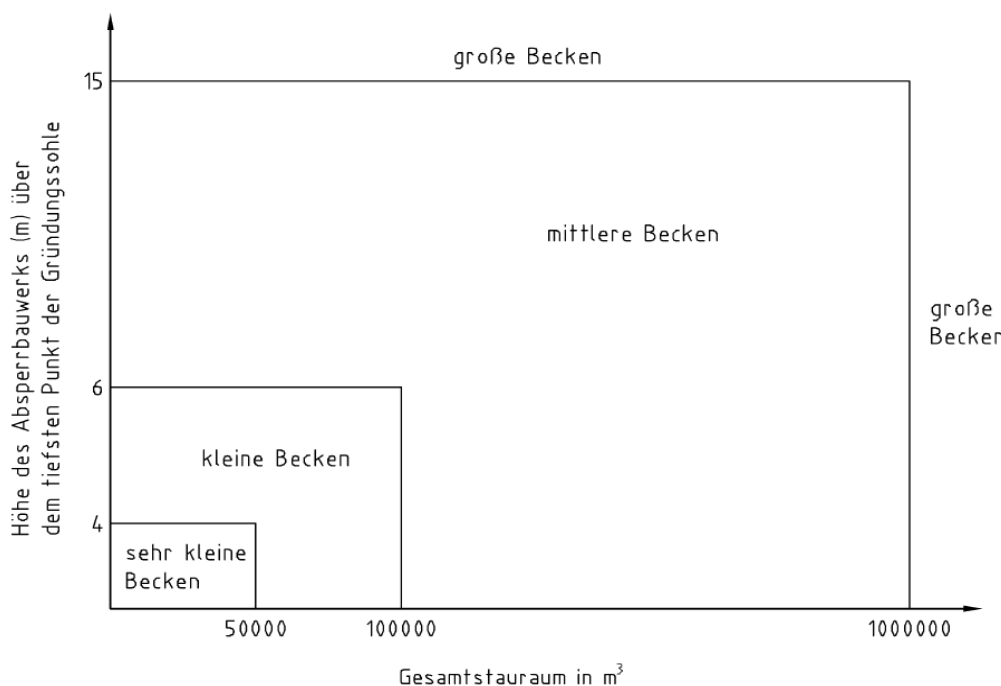 große Becken
15
Höhe des Absperrbauwerks (m) über
dem tiefsten Punkt der Gründungssohle
mittlere Becken
große
Becken
6
kleine Becken
4
sehr kleine
Becken
50000
100000
1000000
Gesamtstauraum in m³